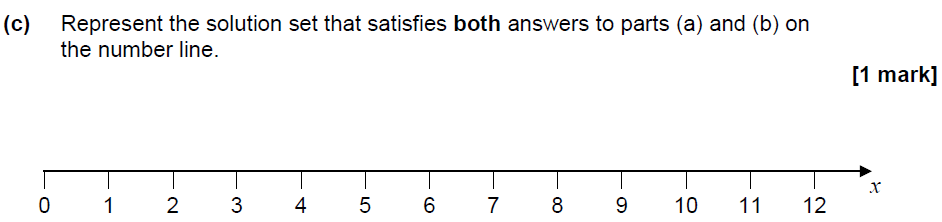 (c) Represent the solution set that satisfies both answers to parts (a) and (b) on
the number line.
[1 mark]
0 1 2 3 4 5 6 7 8 9 10 11 12 x